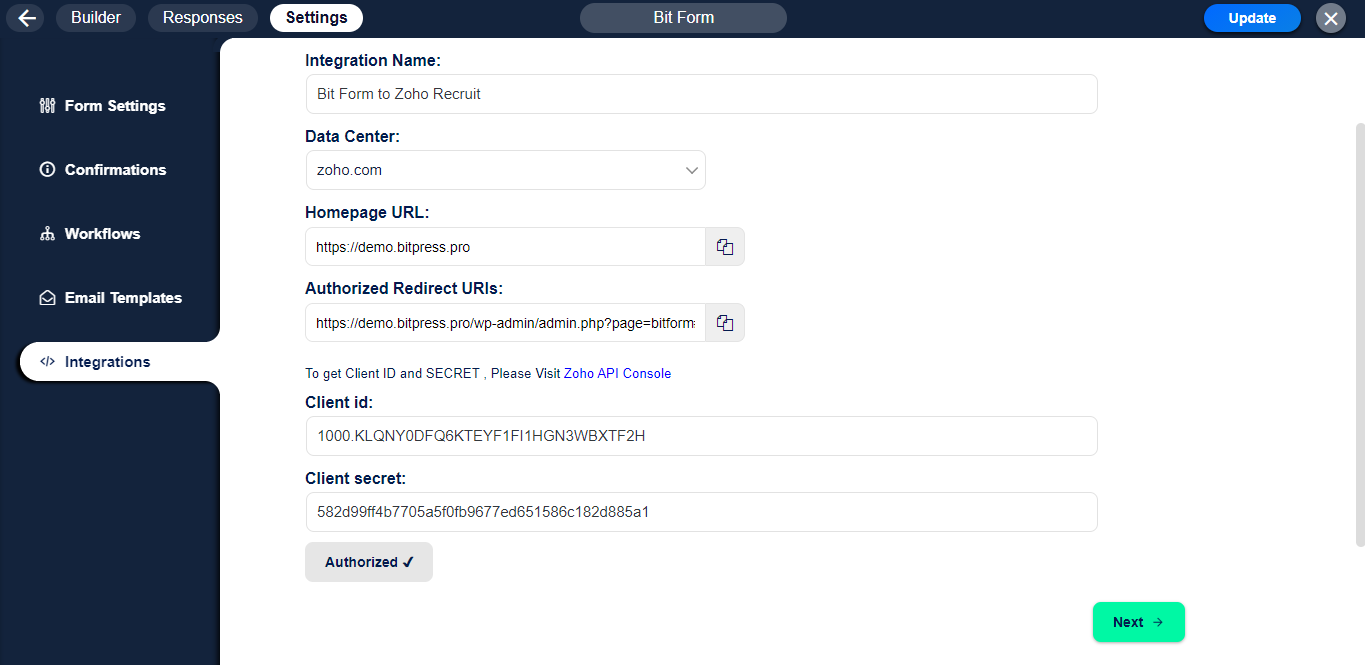 Builder
Responses
Settings
Bit Form
Update
Form Settings
Confirmations
Workflows
Email Templates
Integrations
Integration Name:
Bit Form to Zoho Recruit
Data Center:
zoho.com
Homepage URL:
https://demo.bitpress.pro
Authorized Redirect URIs:
https://demo.bitpress.pro/wp-admin/admin.php?page=bitform
To get Client ID and SECRET , Please Visit Zoho API Console
Client id:
1000.KLQNY0DFQ6KTEYF1FI1HGN3WBXTF2H
Client secret:
582d99ff4b7705a5f0fb9677ed651586c182d885a1
Authorized ✔
Next →